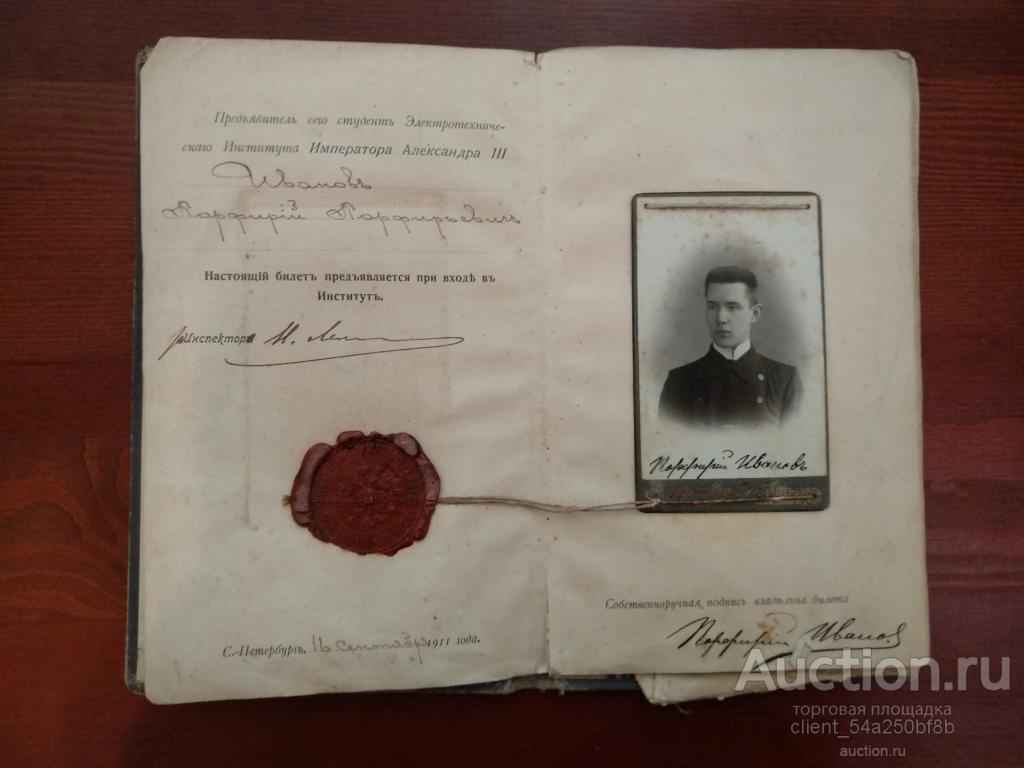 Предъявитель сего студентъ Электротехниче-
скаго Института Императора Александра III
Ивановъ
Порфирій Порфирьевичъ
Настоящій билетъ предъявляется при входѣ въ
Институтъ.
Инспектора
С.-Петербургъ, 16 Сентября 1911 года.
Порфирій Ивановъ
Собственноручная подпись владѣльца билета
Порфирій Ивановъ
Auction.ru
торговая площадка
client_54a250bf8b
auction.ru